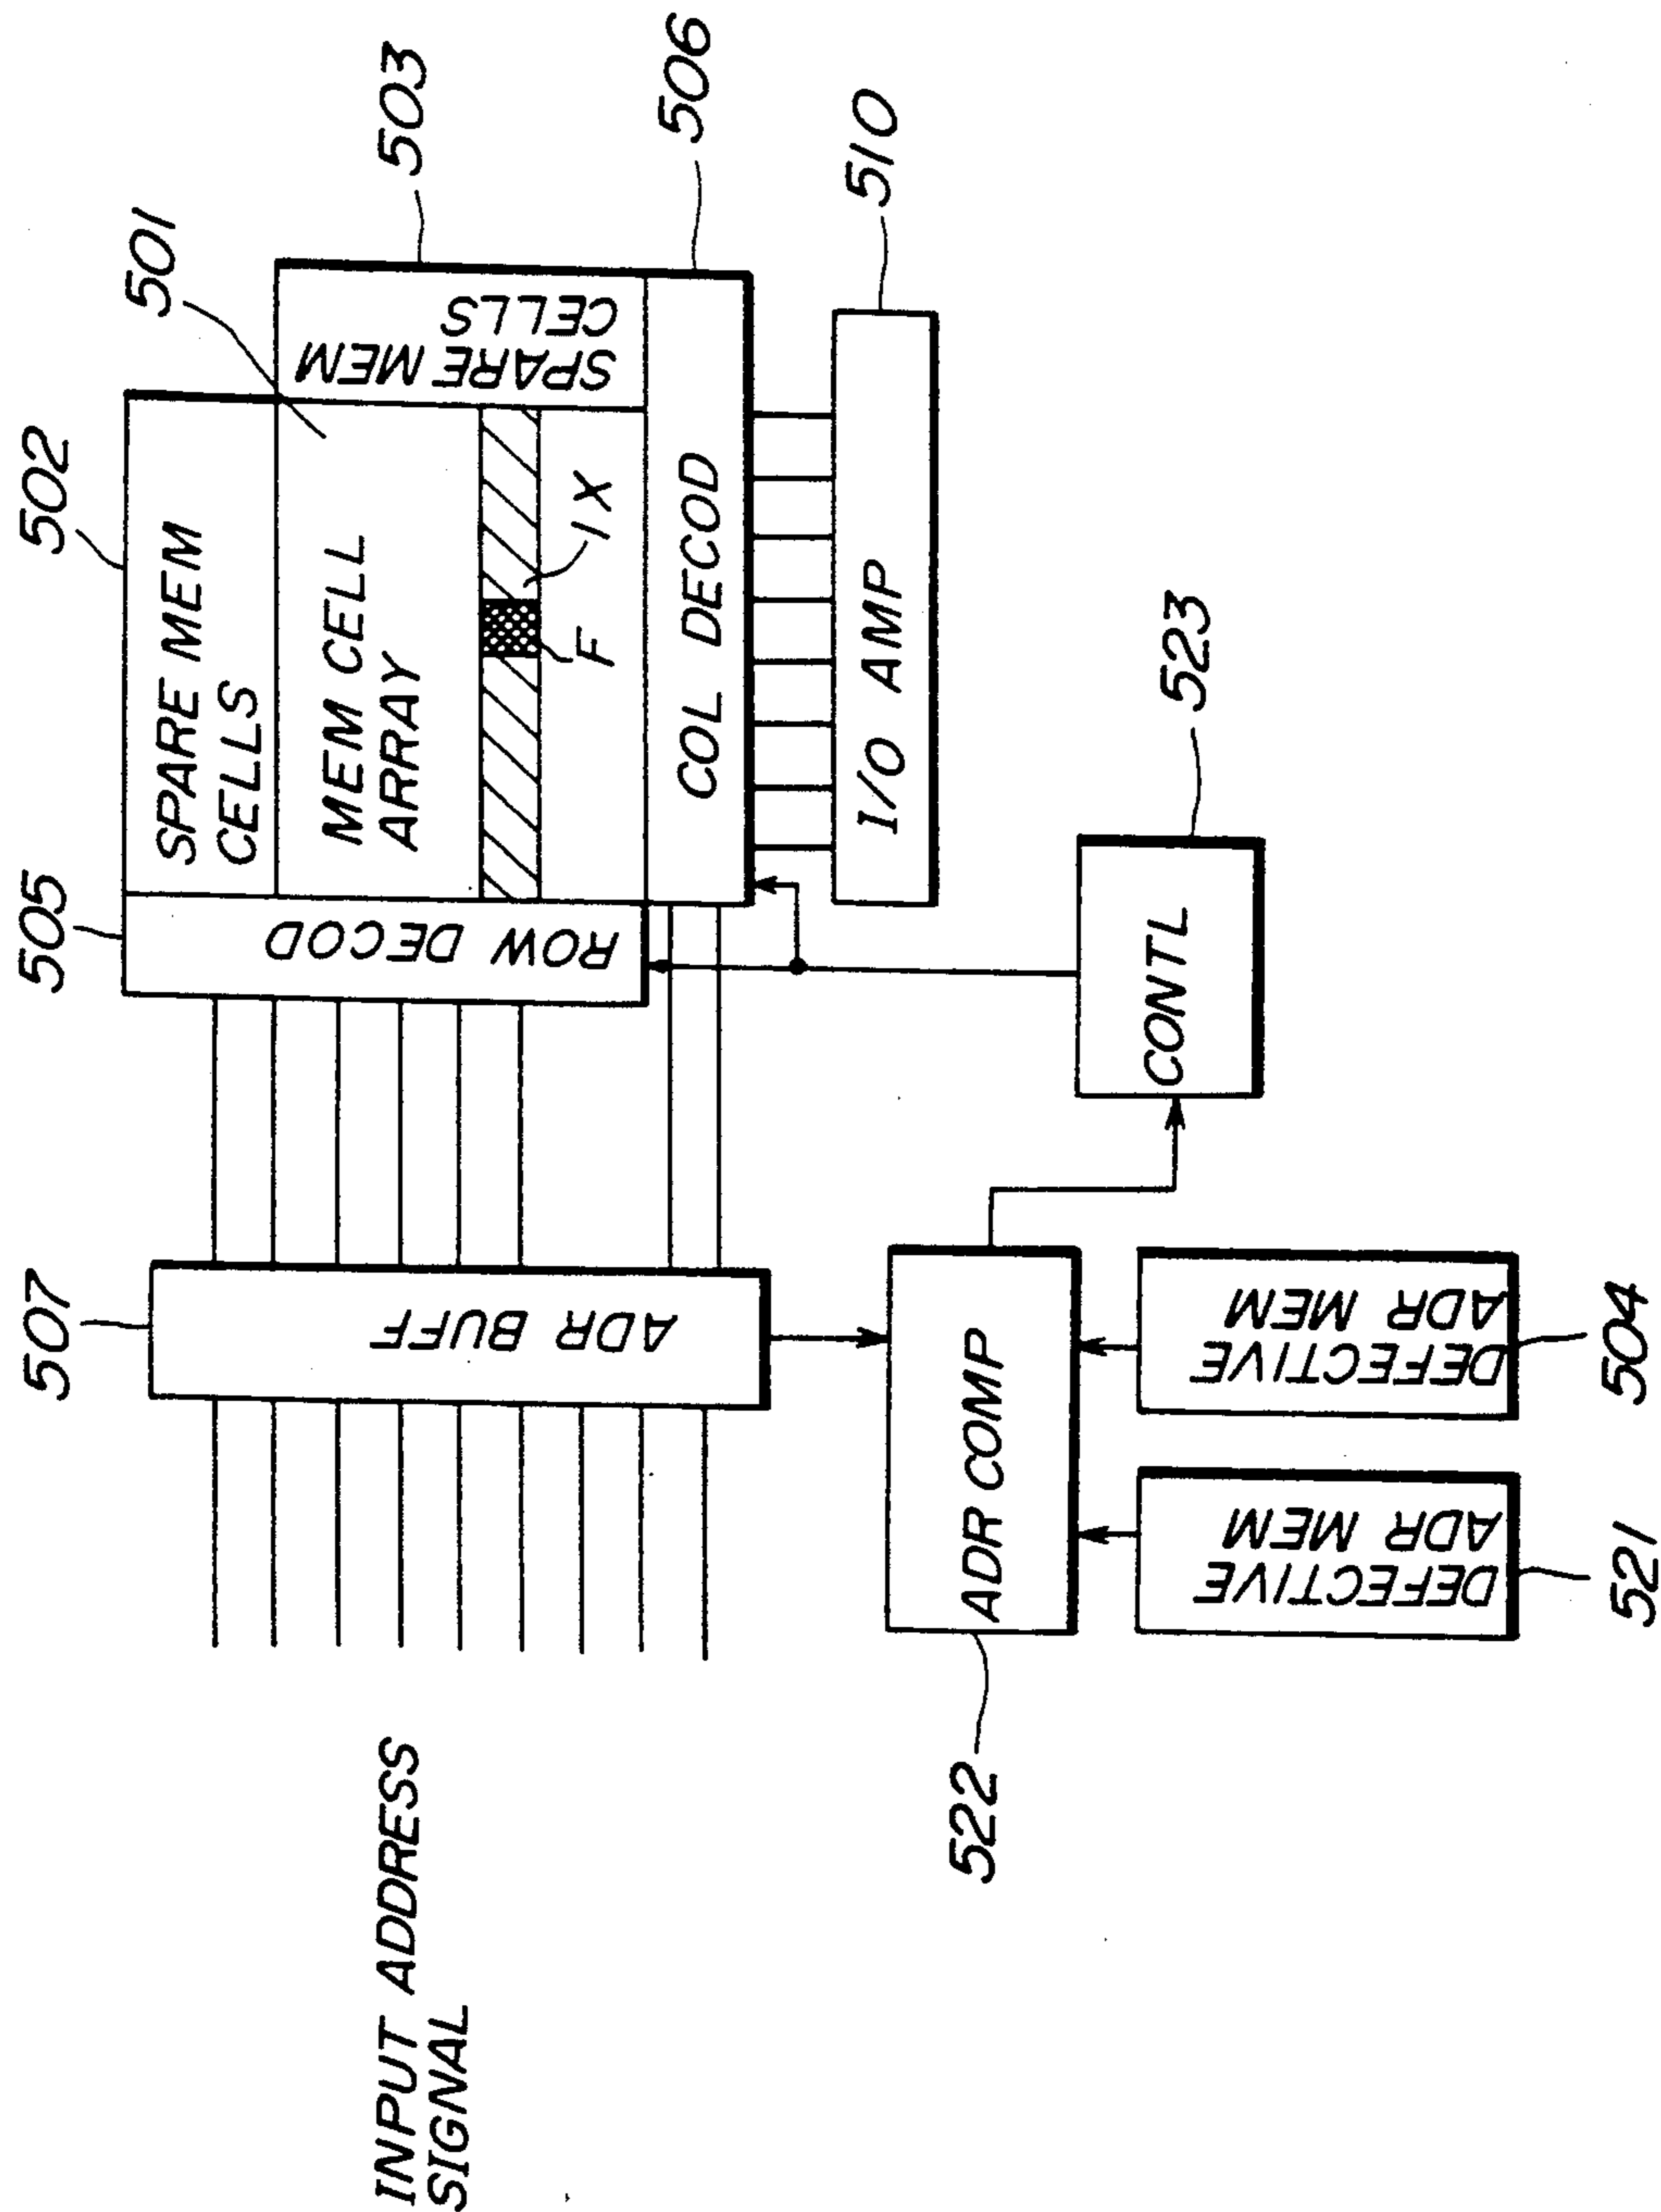 502
501
503
505
507
SPARE MEM
CELLS
MEM CELL
ARRAY
SPARE MEM
CELLS
506
ROW DECOD
F
1X
COL DECOD
510
I/O AMP
ADR BUFF
INPUT ADDRESS
SIGNAL
522
ADR COMP
CONTL
523
DEFECTIVE
ADR MEM
DEFECTIVE
ADR MEM
521
504